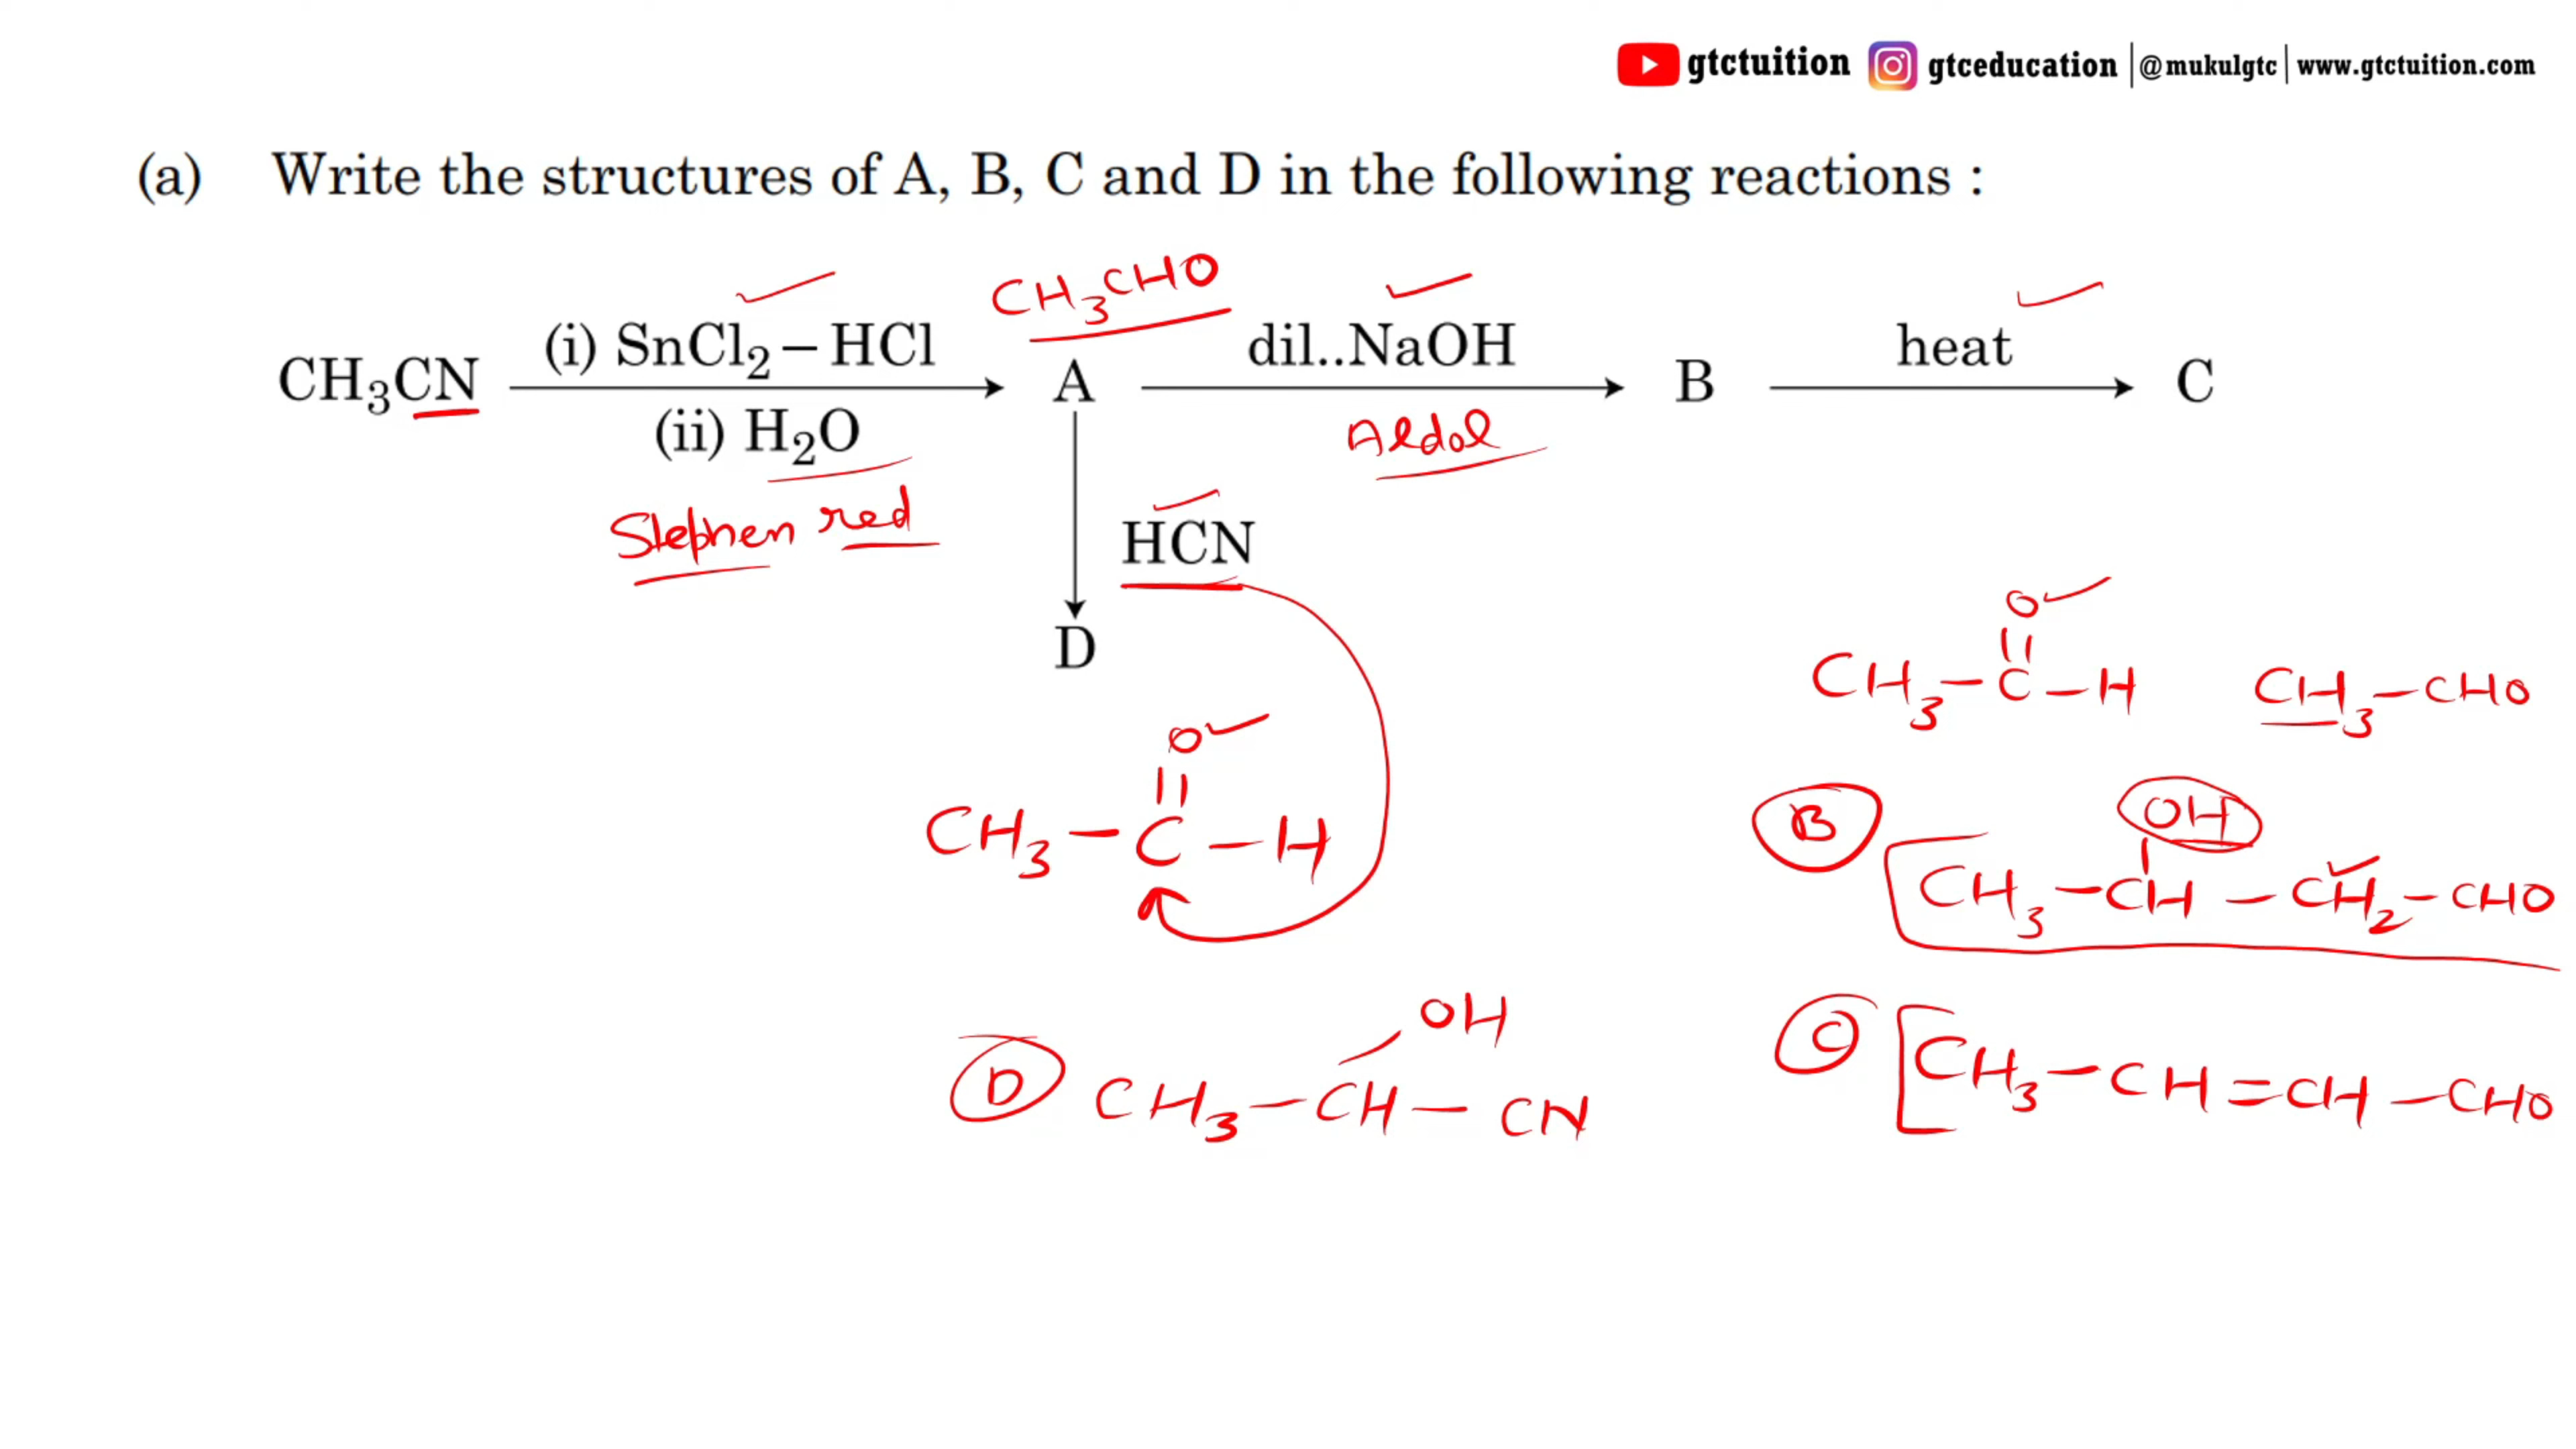 gtctuition gtceducation |@mukulgtc| www.gtctuition.com
(a) Write the structures of A, B, C and D in the following reactions :
CH₃CHO
(i) SnCl₂ – HCl dil..NaOH heat
CH₃CN A B C
(ii) H₂O Aldol
Stephen red
HCN
D
O
||
CH₃ – C – H CH₃ – CHO
O
||
CH₃ – C – H
B OH
|
CH₃ – CH – CH₂ – CHO
D OH
CH₃ – CH – CN
C CH₃ – CH = CH – CHO